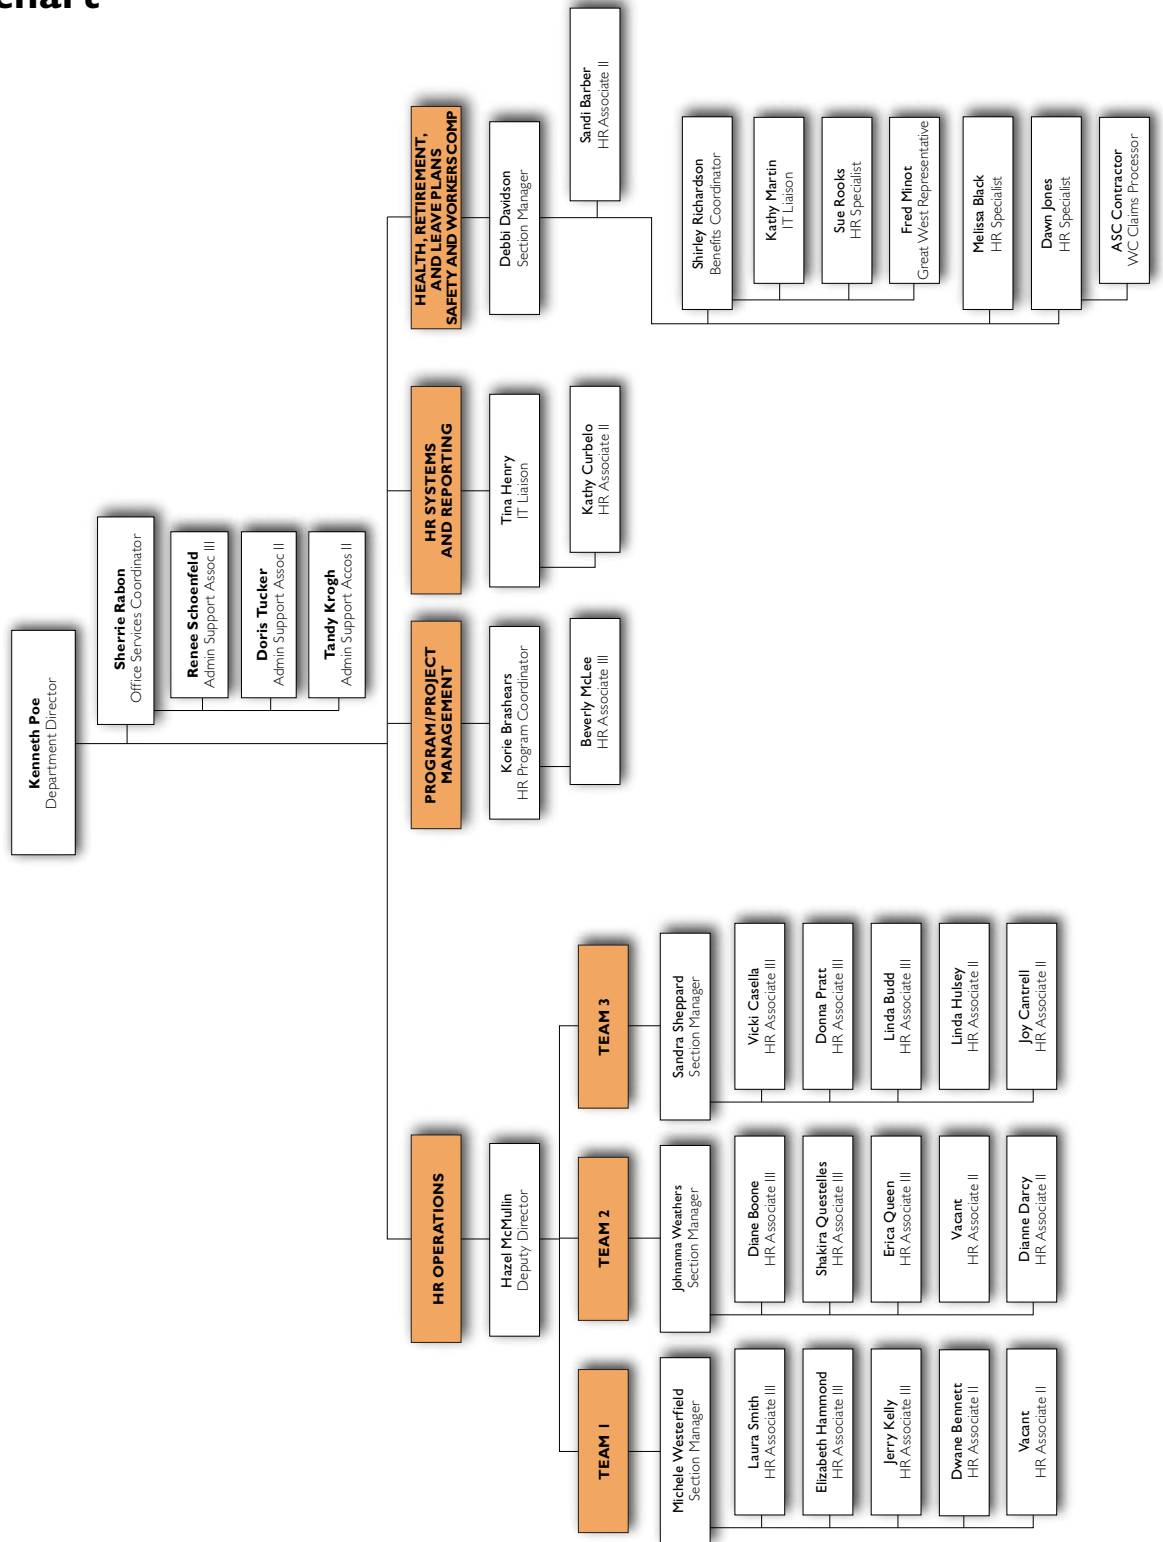 chart
Kenneth Poe
Department Director
Sherrie Rabon
Office Services Coordinator
Renee Schoenfeld
Admin Support Assoc III
Doris Tucker
Admin Support Assoc II
Tandy Krogh
Admin Support Accos II
HR OPERATIONS
Hazel McMullin
Deputy Director
TEAM 1
Michele Westerfield
Section Manager
Laura Smith
HR Associate III
Elizabeth Hammond
HR Associate III
Jerry Kelly
HR Associate III
Dwane Bennett
HR Associate II
Vacant
HR Associate II
TEAM 2
Johnanna Weathers
Section Manager
Diane Boone
HR Associate III
Shakira Questelles
HR Associate III
Erica Queen
HR Associate III
Vacant
HR Associate II
Dianne Darcy
HR Associate II
TEAM 3
Sandra Sheppard
Section Manager
Vicki Casella
HR Associate III
Donna Pratt
HR Associate III
Linda Budd
HR Associate III
Linda Hulsey
HR Associate II
Joy Cantrell
HR Associate II
PROGRAM/PROJECT
MANAGEMENT
Korie Brashears
HR Program Coordinator
Beverly McLee
HR Associate III
HR SYSTEMS
AND REPORTING
Tina Henry
IT Liaison
Kathy Curbelo
HR Associate II
HEALTH, RETIREMENT,
AND LEAVE PLANS
SAFETY AND WORKERS COMP
Debbi Davidson
Section Manager
Sandi Barber
HR Associate II
Shirley Richardson
Benefits Coordinator
Kathy Martin
IT Liaison
Sue Rooks
HR Specialist
Fred Minot
Great West Representative
Melissa Black
HR Specialist
Dawn Jones
HR Specialist
ASC Contractor
WC Claims Processor